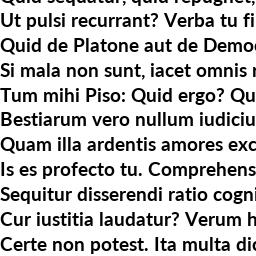 Quid sequatur, quid repugnet,
Ut pulsi recurrant? Verba tu fi
Quid de Platone aut de Demo
Si mala non sunt, iacet omnis r
Tum mihi Piso: Quid ergo? Qu
Bestiarum vero nullum iudiciu
Quam illa ardentis amores exc
Is es profecto tu. Comprehens
Sequitur disserendi ratio cogni
Cur iustitia laudatur? Verum h
Certe non potest. Ita multa dic